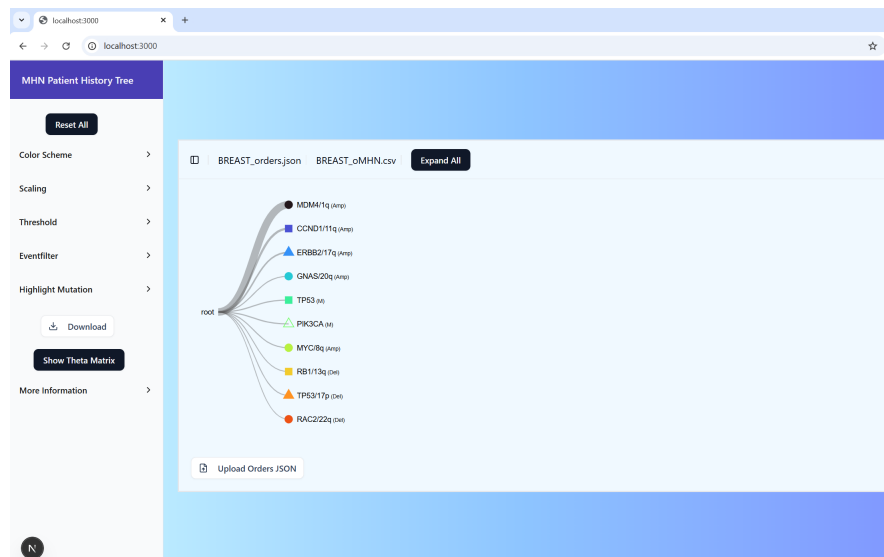 localhost:3000
localhost:3000
MHN Patient History Tree
Reset All
Color Scheme
Scaling
Threshold
Eventfilter
Highlight Mutation
Download
Show Theta Matrix
More Information
N
BREAST_orders.json BREAST_oMHN.csv Expand All
root
MDM4/1q (Amp)
CCND1/11q (Amp)
ERBB2/17q (Amp)
GNAS/20q (Amp)
TP53 (M)
PIK3CA (M)
MYC/8q (Amp)
RB1/13q (Del)
TP53/17p (Del)
RAC2/22q (Del)
Upload Orders JSON